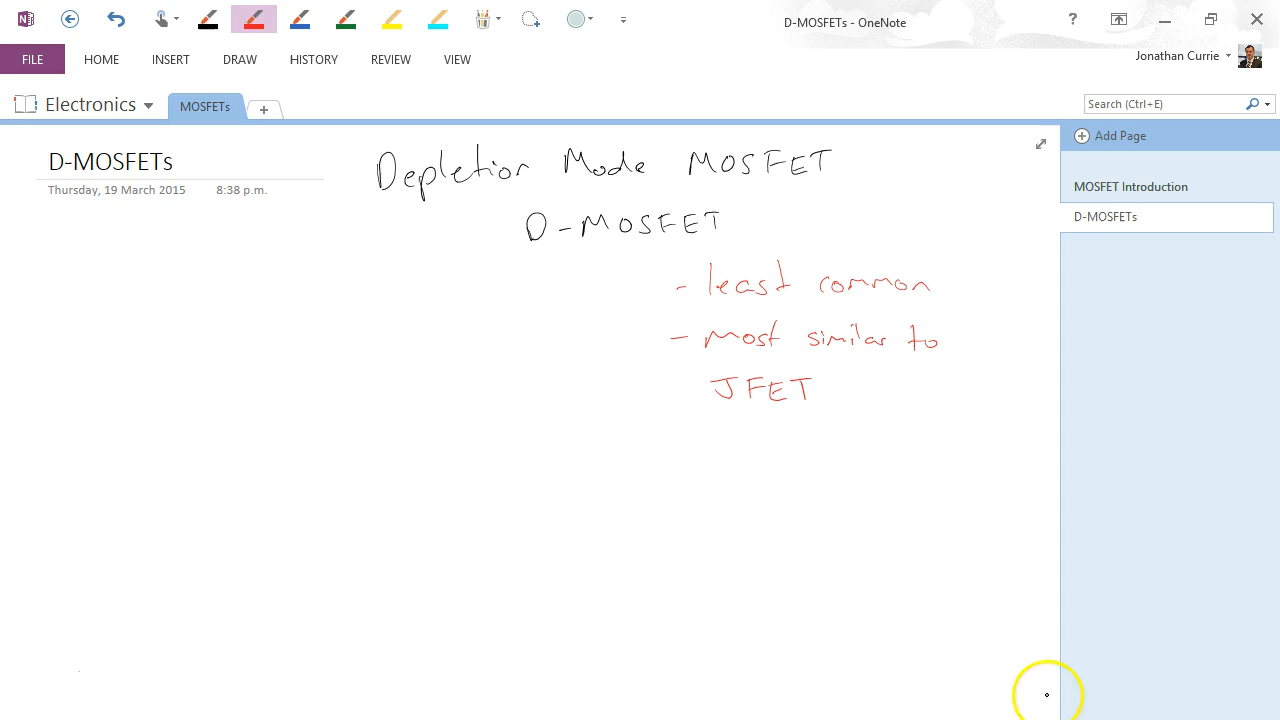 D-MOSFETs - OneNote
?
FILE
HOME
INSERT
DRAW
HISTORY
REVIEW
VIEW
Jonathan Currie
Electronics
MOSFETs
+
Search (Ctrl+E)
Add Page
D-MOSFETs
Thursday, 19 March 2015 8:38 p.m.
MOSFET Introduction
D-MOSFETs
Depletion Mode MOSFET
D-MOSFET
- least common
- most similar to
JFET